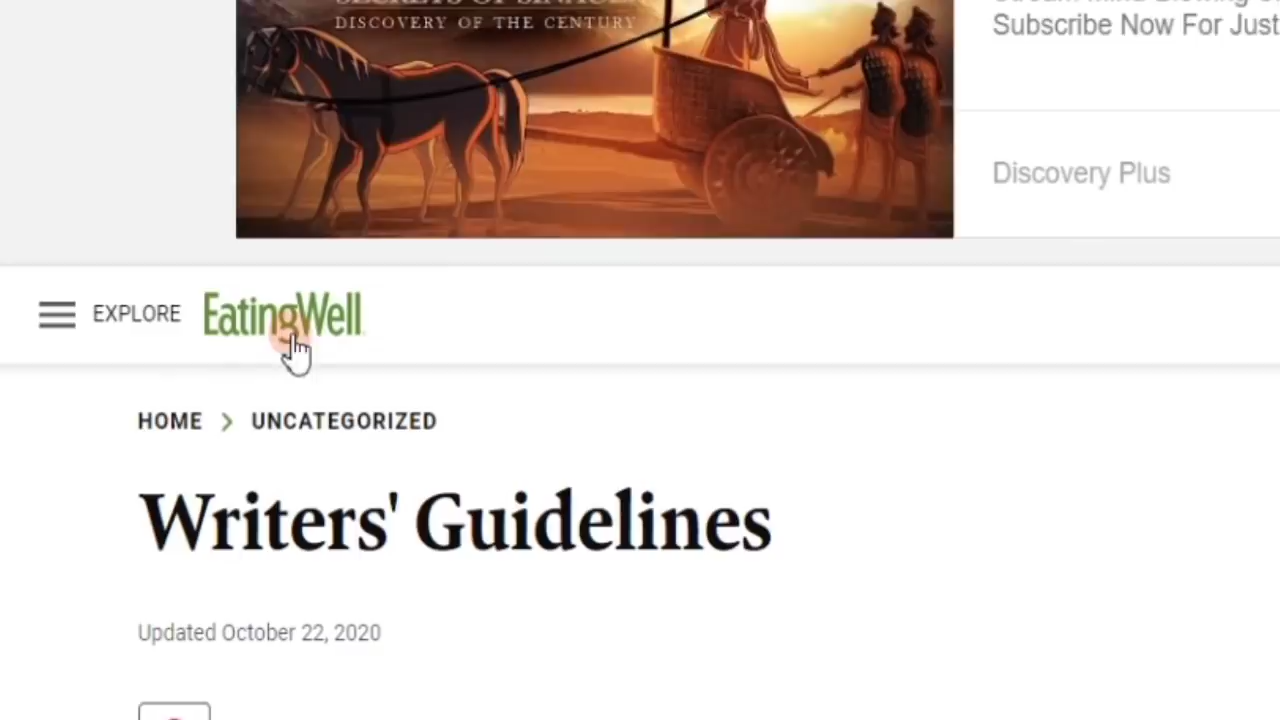 DISCOVERY OF THE CENTURY
Subscribe Now For Just
Discovery Plus
EXPLORE EatingWell
HOME > UNCATEGORIZED
Writers' Guidelines
Updated October 22, 2020